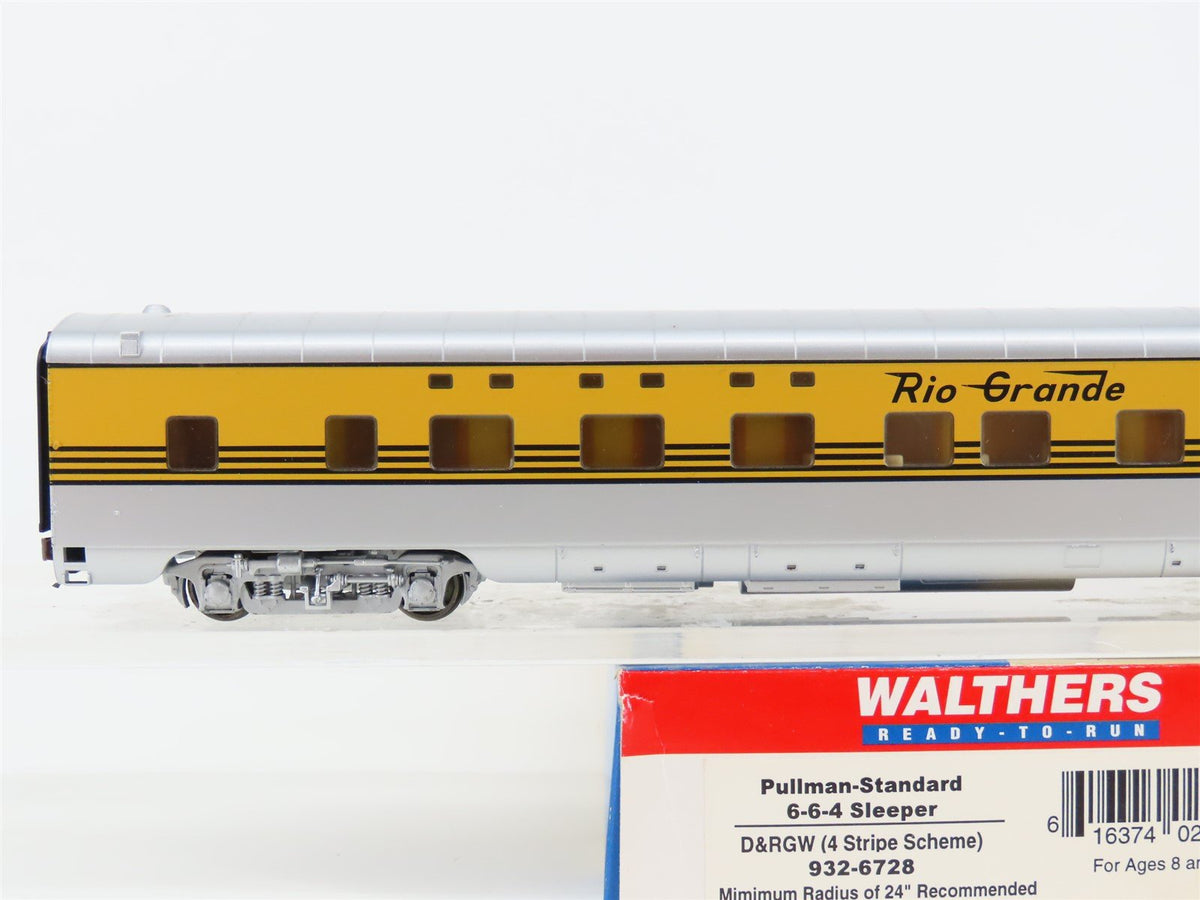 Rio Grande
WALTHERS
READY-TO-RUN
Pullman-Standard
6-6-4 Sleeper
D&RGW (4 Stripe Scheme)
932-6728
Mimimum Radius of 24" Recommended
6 16374 02
For Ages 8 a